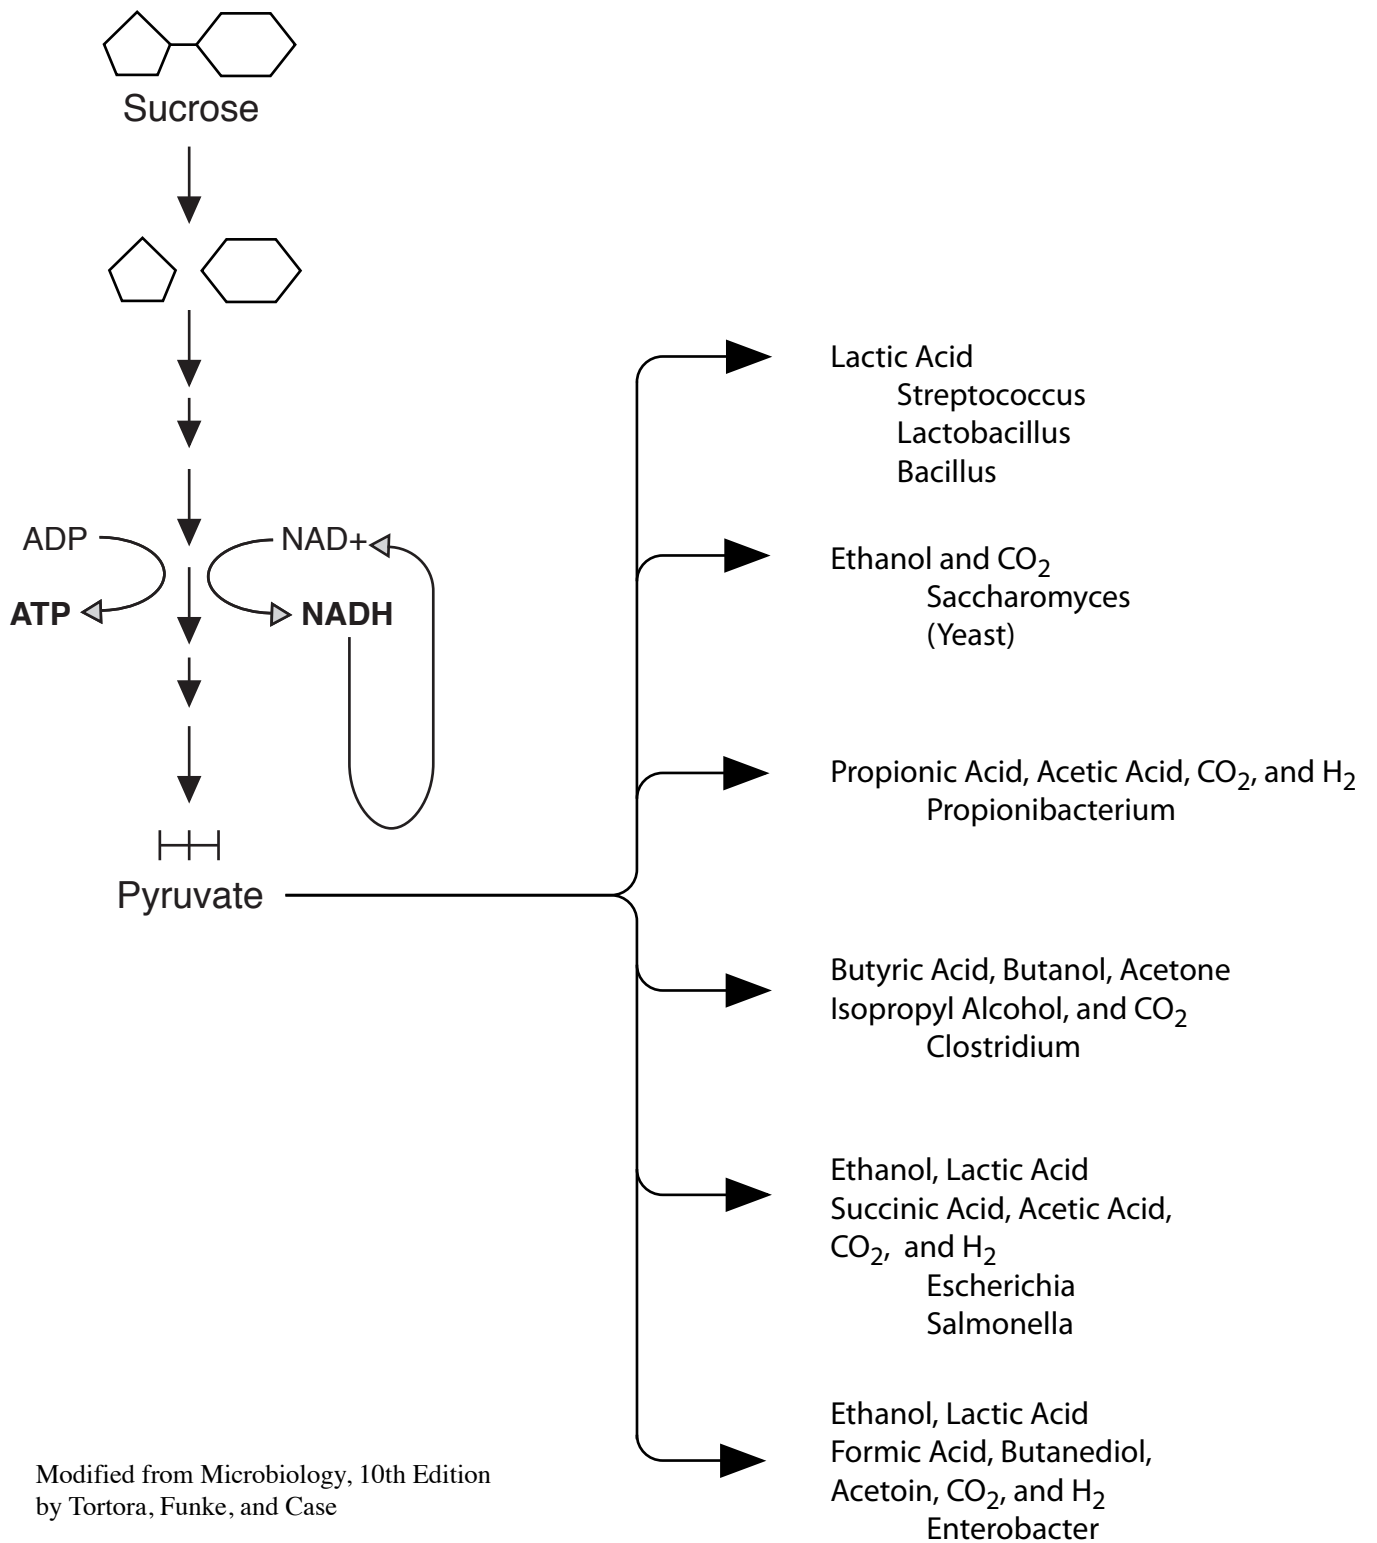 Sucrose
ADP
NAD+
ATP
NADH
Pyruvate
Lactic Acid
Streptococcus
Lactobacillus
Bacillus
Ethanol and CO2
Saccharomyces
(Yeast)
Propionic Acid, Acetic Acid, CO2, and H2
Propionibacterium
Butyric Acid, Butanol, Acetone
Isopropyl Alcohol, and CO2
Clostridium
Ethanol, Lactic Acid
Succinic Acid, Acetic Acid,
CO2, and H2
Escherichia
Salmonella
Ethanol, Lactic Acid
Formic Acid, Butanediol,
Acetoin, CO2, and H2
Enterobacter
Modified from Microbiology, 10th Edition
by Tortora, Funke, and Case